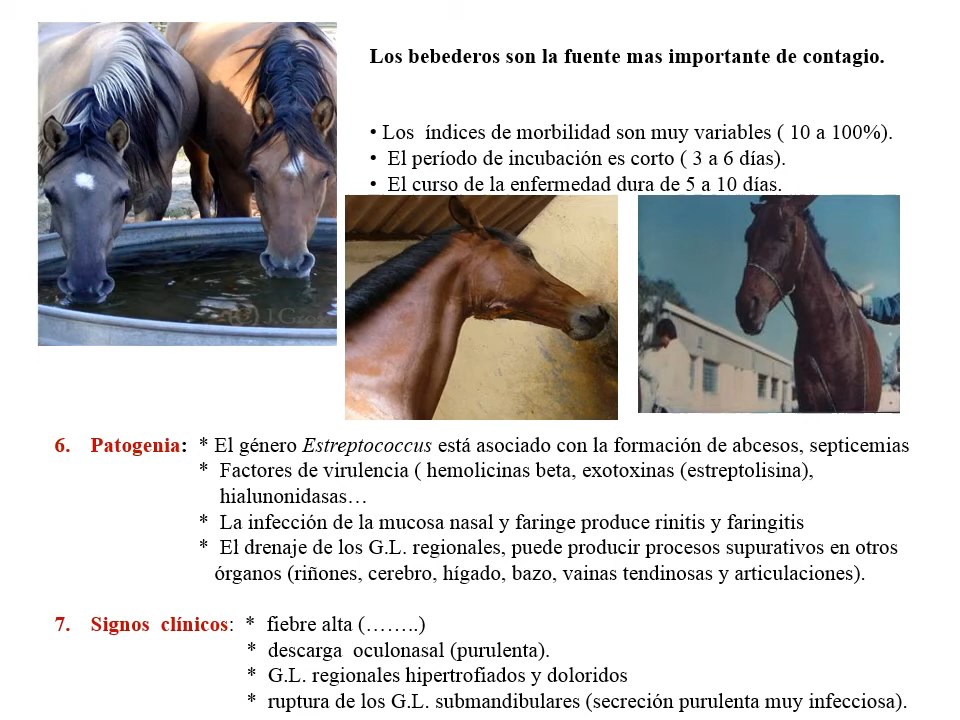 Los bebederos son la fuente mas importante de contagio.
• Los índices de morbilidad son muy variables ( 10 a 100%).
• El período de incubación es corto ( 3 a 6 días).
• El curso de la enfermedad dura de 5 a 10 días.
6. Patogenia: * El género Estreptococcus está asociado con la formación de abcesos, septicemias
* Factores de virulencia ( hemolicinas beta, exotoxinas (estreptolisina),
hialunonidasas…
* La infección de la mucosa nasal y faringe produce rinitis y faringitis
* El drenaje de los G.L. regionales, puede producir procesos supurativos en otros
órganos (riñones, cerebro, hígado, bazo, vainas tendinosas y articulaciones).
7. Signos clínicos: * fiebre alta (……..)
* descarga oculonasal (purulenta).
* G.L. regionales hipertrofiados y doloridos
* ruptura de los G.L. submandibulares (secreción purulenta muy infecciosa).